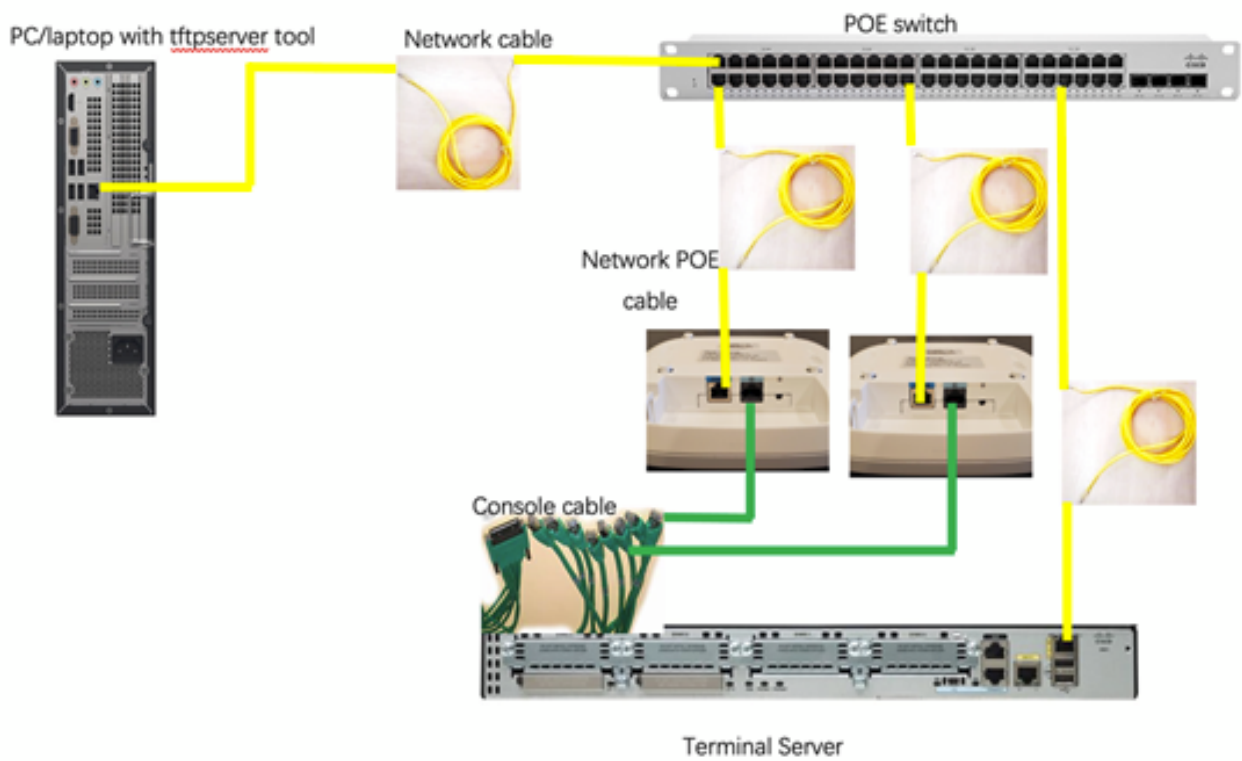 PC/laptop with tftpserver tool
Network cable
POE switch
Network POE
cable
Console cable
Terminal Server